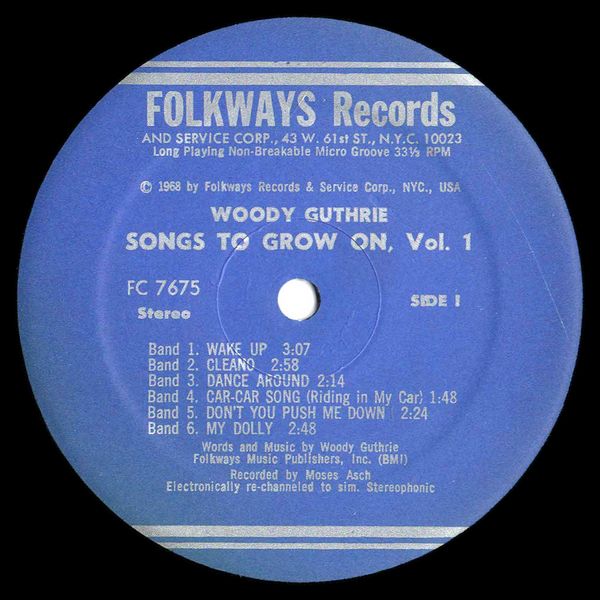 FOLKWAYS Records
AND SERVICE CORP., 43 W. 61st ST., N.Y.C. 10023
Long Playing Non-Breakable Micro Groove 33⅓ RPM
© 1968 by Folkways Records & Service Corp., NYC., USA
WOODY GUTHRIE
SONGS TO GROW ON, Vol. 1
FC 7675
SIDE I
Stereo
Band 1. WAKE UP 3:07
Band 2. CLEANO 2:58
Band 3. DANCE AROUND 2:14
Band 4. CAR-CAR SONG (Riding in My Car) 1:48
Band 5. DON'T YOU PUSH ME DOWN 2:24
Band 6. MY DOLLY 2:48
Words and Music by Woody Guthrie
Folkways Music Publishers, Inc. (BMI)
Recorded by Moses Asch
Electronically re-channeled to sim. Stereophonic